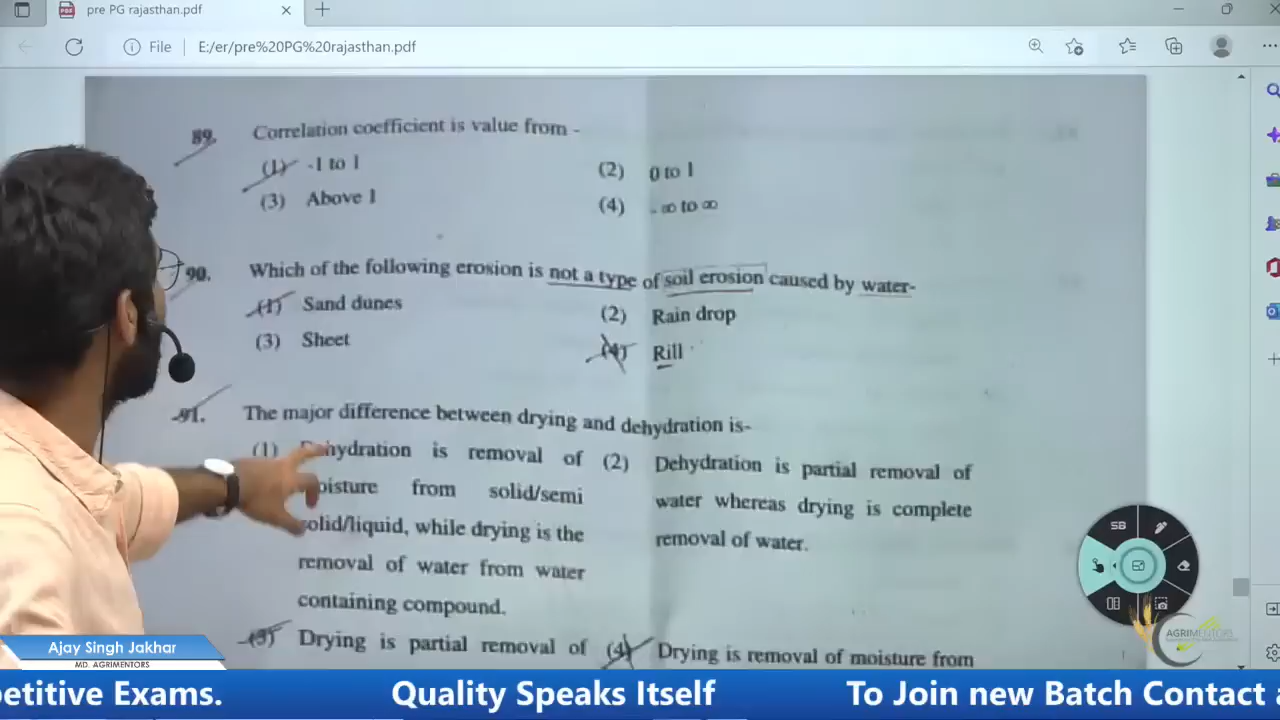 pre PG rajasthan.pdf
File
E:/er/pre%20PG%20rajasthan.pdf
89. Correlation coefficient is value from -
(1) -1 to 1
(2) 0 to 1
(3) Above 1
(4) - ∞ to ∞
90. Which of the following erosion is not a type of soil erosion caused by water-
(1) Sand dunes
(2) Rain drop
(3) Sheet
(4) Rill
91. The major difference between drying and dehydration is-
(1) Dehydration is removal of
moisture from solid/semi
solid/liquid, while drying is the
removal of water from water
containing compound.
(2) Dehydration is partial removal of
water whereas drying is complete
removal of water.
(3) Drying is partial removal of
(4) Drying is removal of moisture from
SB
AGRIMENTORS
Ajay Singh Jakhar
MD. AGRIMENTORS
petitive Exams. Quality Speaks Itself To Join new Batch Contact a